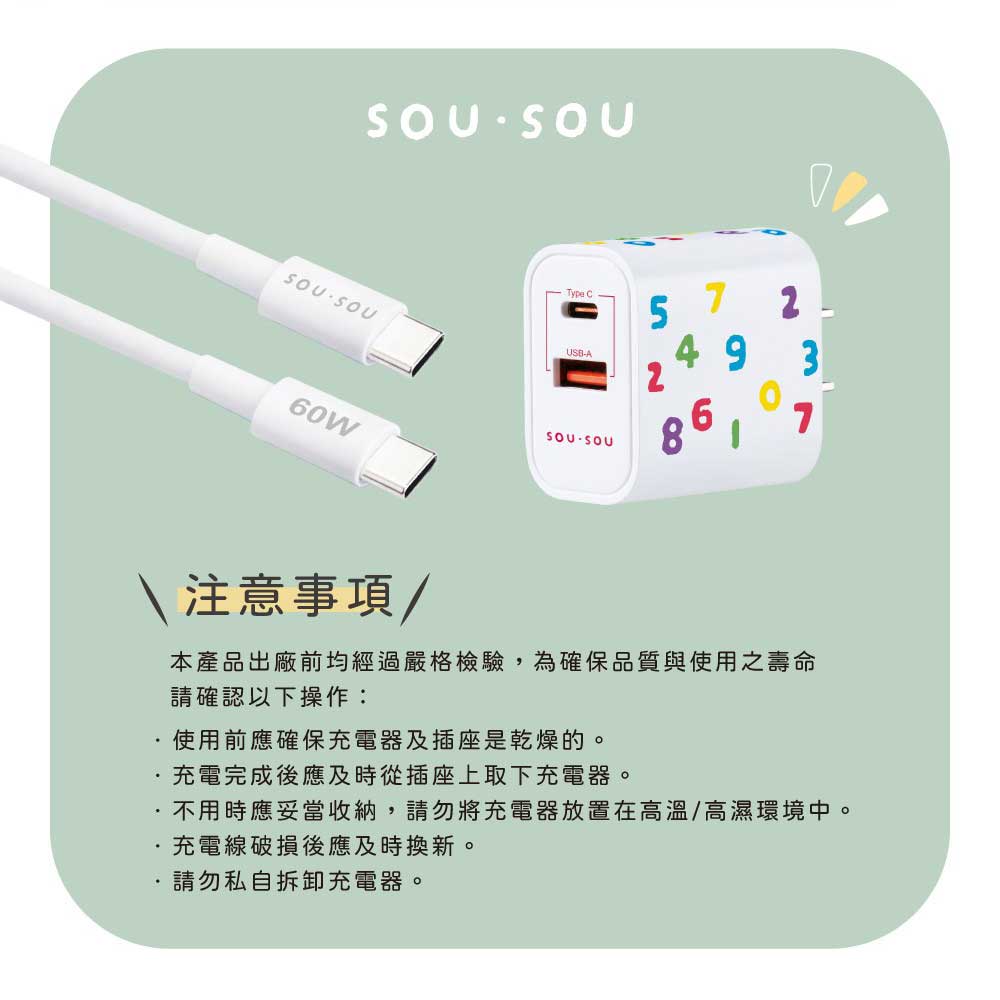 SOU·SOU
SOU·SOU
60W
Type C
USB-A
SOU·SOU
5 7 2
4 9 3
2 0
8 6 1 7
注意事項
本產品出廠前均經過嚴格檢驗，為確保品質與使用之壽命
請確認以下操作：
· 使用前應確保充電器及插座是乾燥的。
· 充電完成後應及時從插座上取下充電器。
· 不用時應妥當收納，請勿將充電器放置在高溫/高濕環境中。
· 充電線破損後應及時換新。
· 請勿私自拆卸充電器。